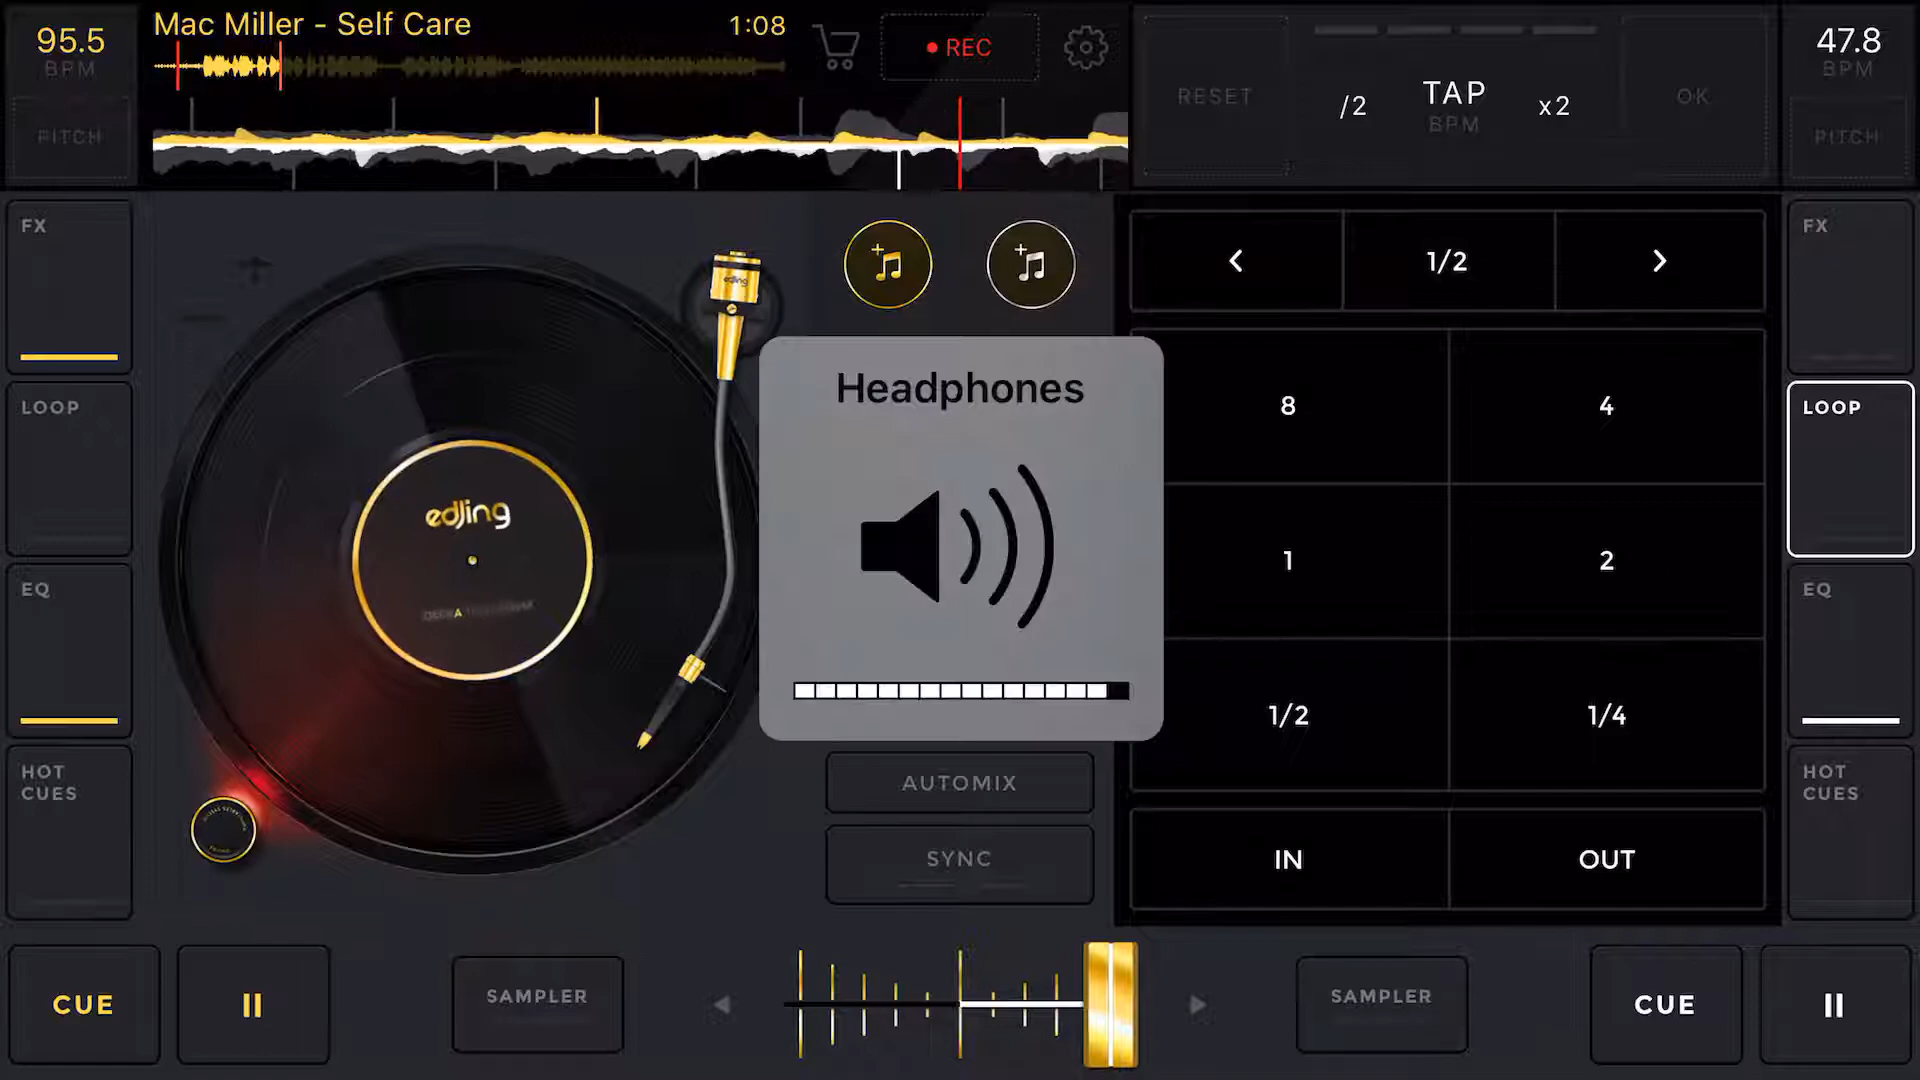 95.5
BPM
PITCH
Mac Miller - Self Care
1:08
REC
RESET
/2
TAP
BPM
x2
OK
47.8
BPM
PITCH
FX
LOOP
EQ
HOT
CUES
edjing
edjing
Headphones
AUTOMIX
SYNC
1/2
8
4
1
2
1/2
1/4
IN
OUT
FX
LOOP
EQ
HOT
CUES
CUE
SAMPLER
SAMPLER
CUE